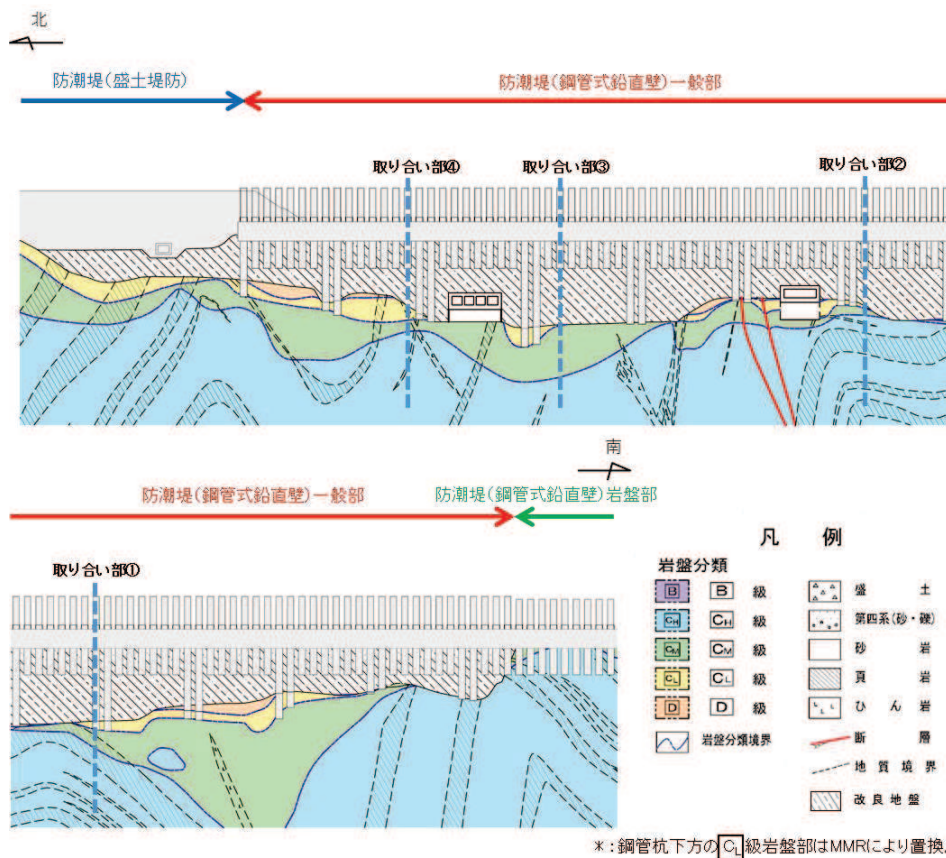 北
防潮堤(盛土堤防)
防潮堤(鋼管式鉛直壁)一般部
取り合い部④
取り合い部③
取り合い部②
南
防潮堤(鋼管式鉛直壁)一般部
防潮堤(鋼管式鉛直壁)岩盤部
取り合い部①
凡 例
岩盤分類
B B 級
CH CH 級
CM CM 級
CL CL 級
D D 級
岩盤分類境界
盛 土
第四系(砂・礫)
砂 岩
頁 岩
ひ ん 岩
断 層
地 質 境 界
改 良 地 盤
*:鋼管杭下方のCL級岩盤部はMMRにより置換